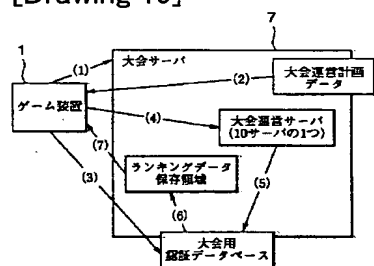 [Drawing 10]
7
1
大会サーバ
(1)
(2)
大会運営計画
データ
ゲーム装置
(4)
大会運営サーバ
(10サーバの1つ)
(7)
ランキングデータ
保存領域
(3)
(5)
(6)
大会用
認証データベース